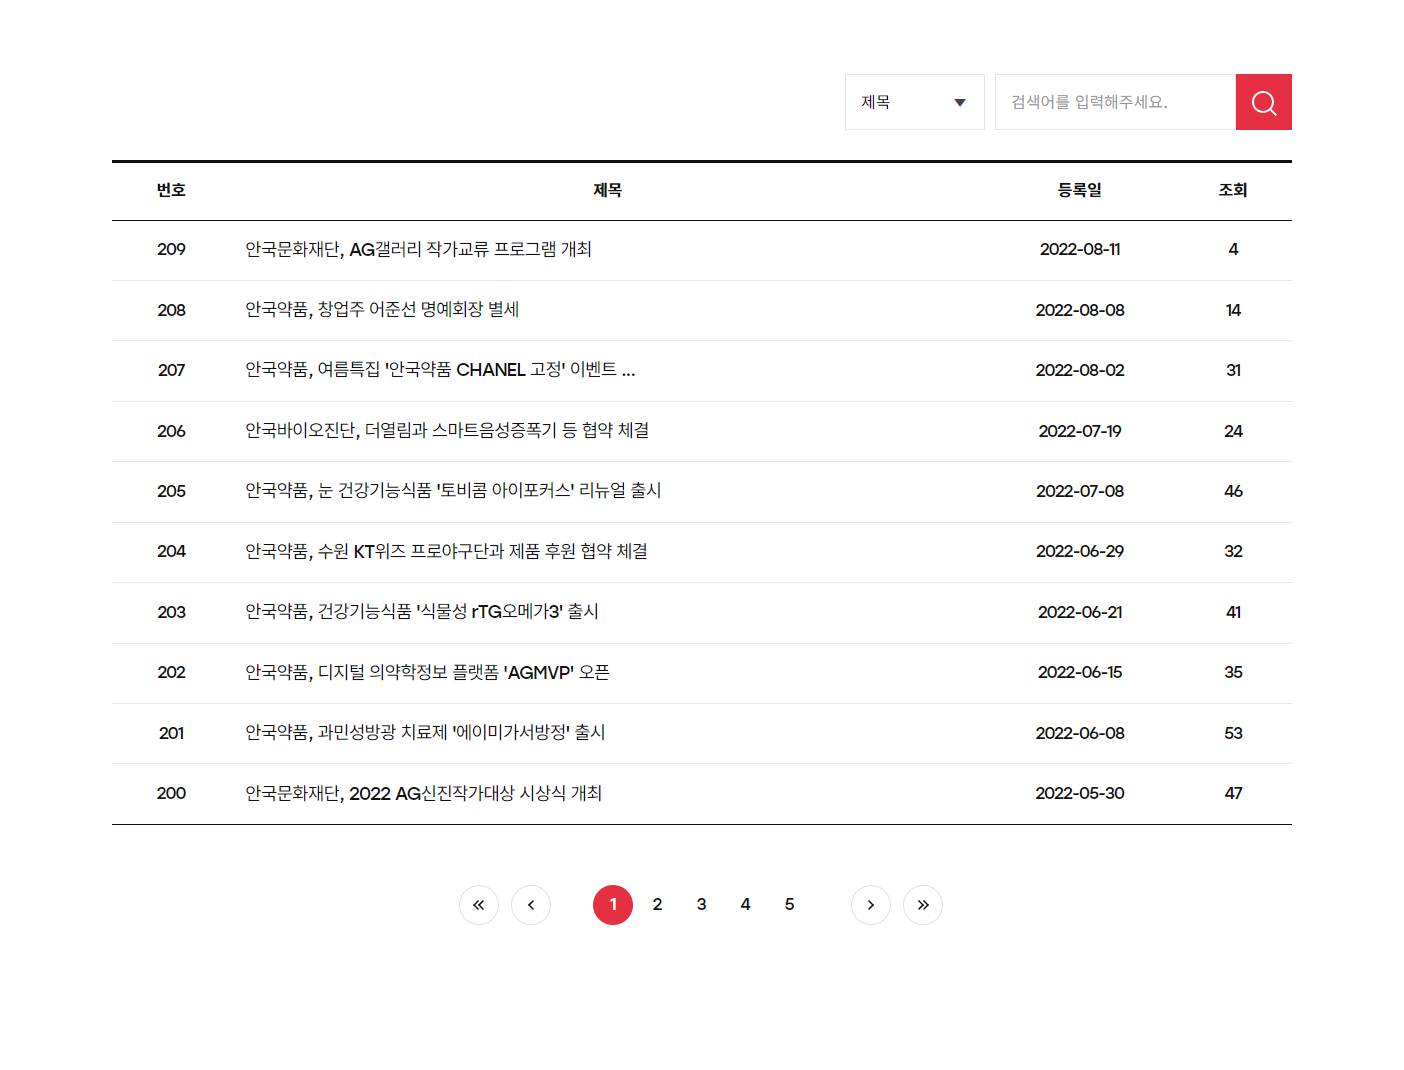 제목 검색어를 입력해주세요.
번호 제목 등록일 조회
209 안국문화재단, AG갤러리 작가교류 프로그램 개최 2022-08-11 4
208 안국약품, 창업주 어준선 명예회장 별세 2022-08-08 14
207 안국약품, 여름특집 '안국약품 CHANEL 고정' 이벤트 ... 2022-08-02 31
206 안국바이오진단, 더열림과 스마트음성증폭기 등 협약 체결 2022-07-19 24
205 안국약품, 눈 건강기능식품 '토비콤 아이포커스' 리뉴얼 출시 2022-07-08 46
204 안국약품, 수원 KT위즈 프로야구단과 제품 후원 협약 체결 2022-06-29 32
203 안국약품, 건강기능식품 '식물성 rTG오메가3' 출시 2022-06-21 41
202 안국약품, 디지털 의약학정보 플랫폼 'AGMVP' 오픈 2022-06-15 35
201 안국약품, 과민성방광 치료제 '에이미가서방정' 출시 2022-06-08 53
200 안국문화재단, 2022 AG신진작가대상 시상식 개최 2022-05-30 47
1 2 3 4 5